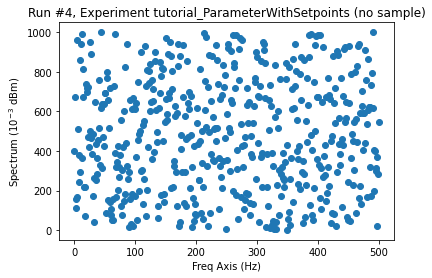 Run #4, Experiment tutorial_ParameterWithSetpoints (no sample)
1000
800
600
400
200
0
Spectrum (10⁻³ dBm)
0 100 200 300 400 500
Freq Axis (Hz)